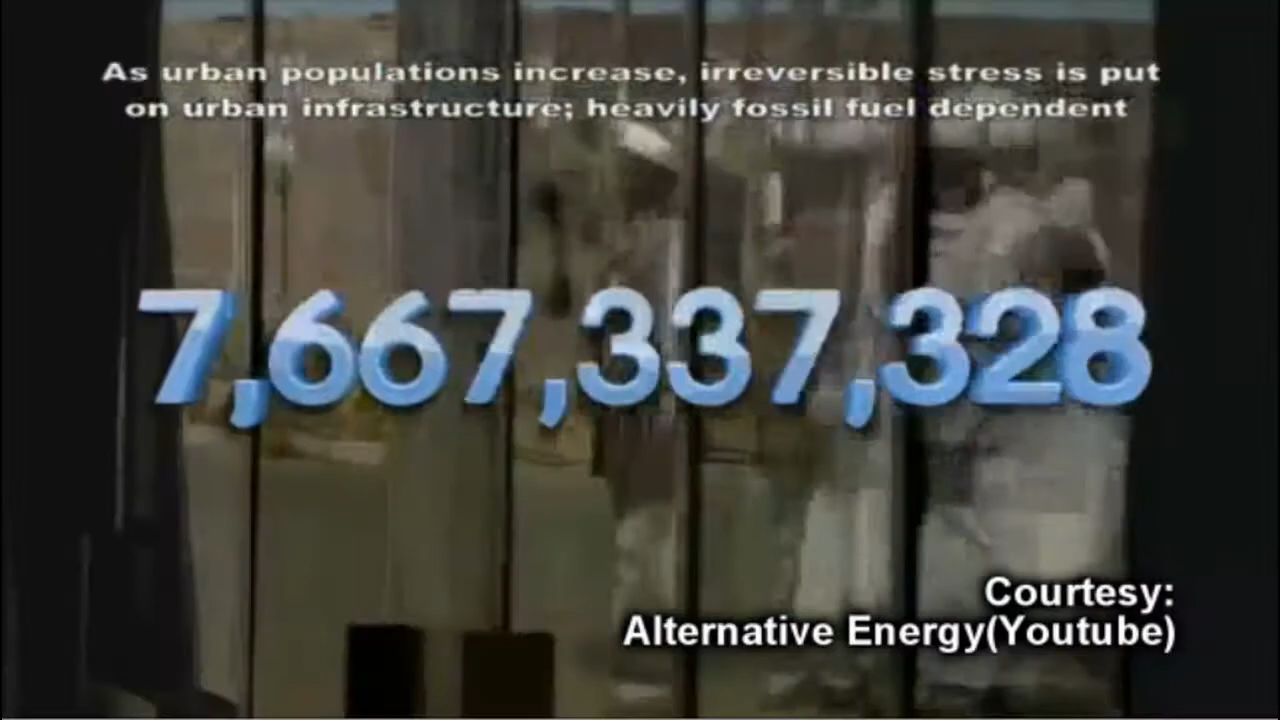 As urban populations increase, irreversible stress is put
on urban infrastructure; heavily fossil fuel dependent
7,667,337,328
Courtesy:
Alternative Energy(Youtube)